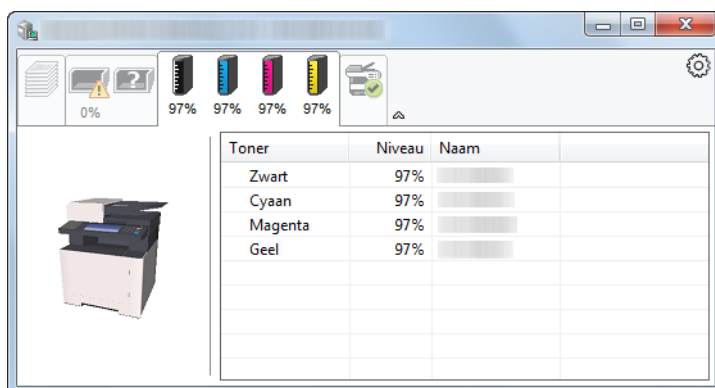 ?
0% 97% 97% 97% 97%
Toner Niveau Naam
Zwart 97%
Cyaan 97%
Magenta 97%
Geel 97%